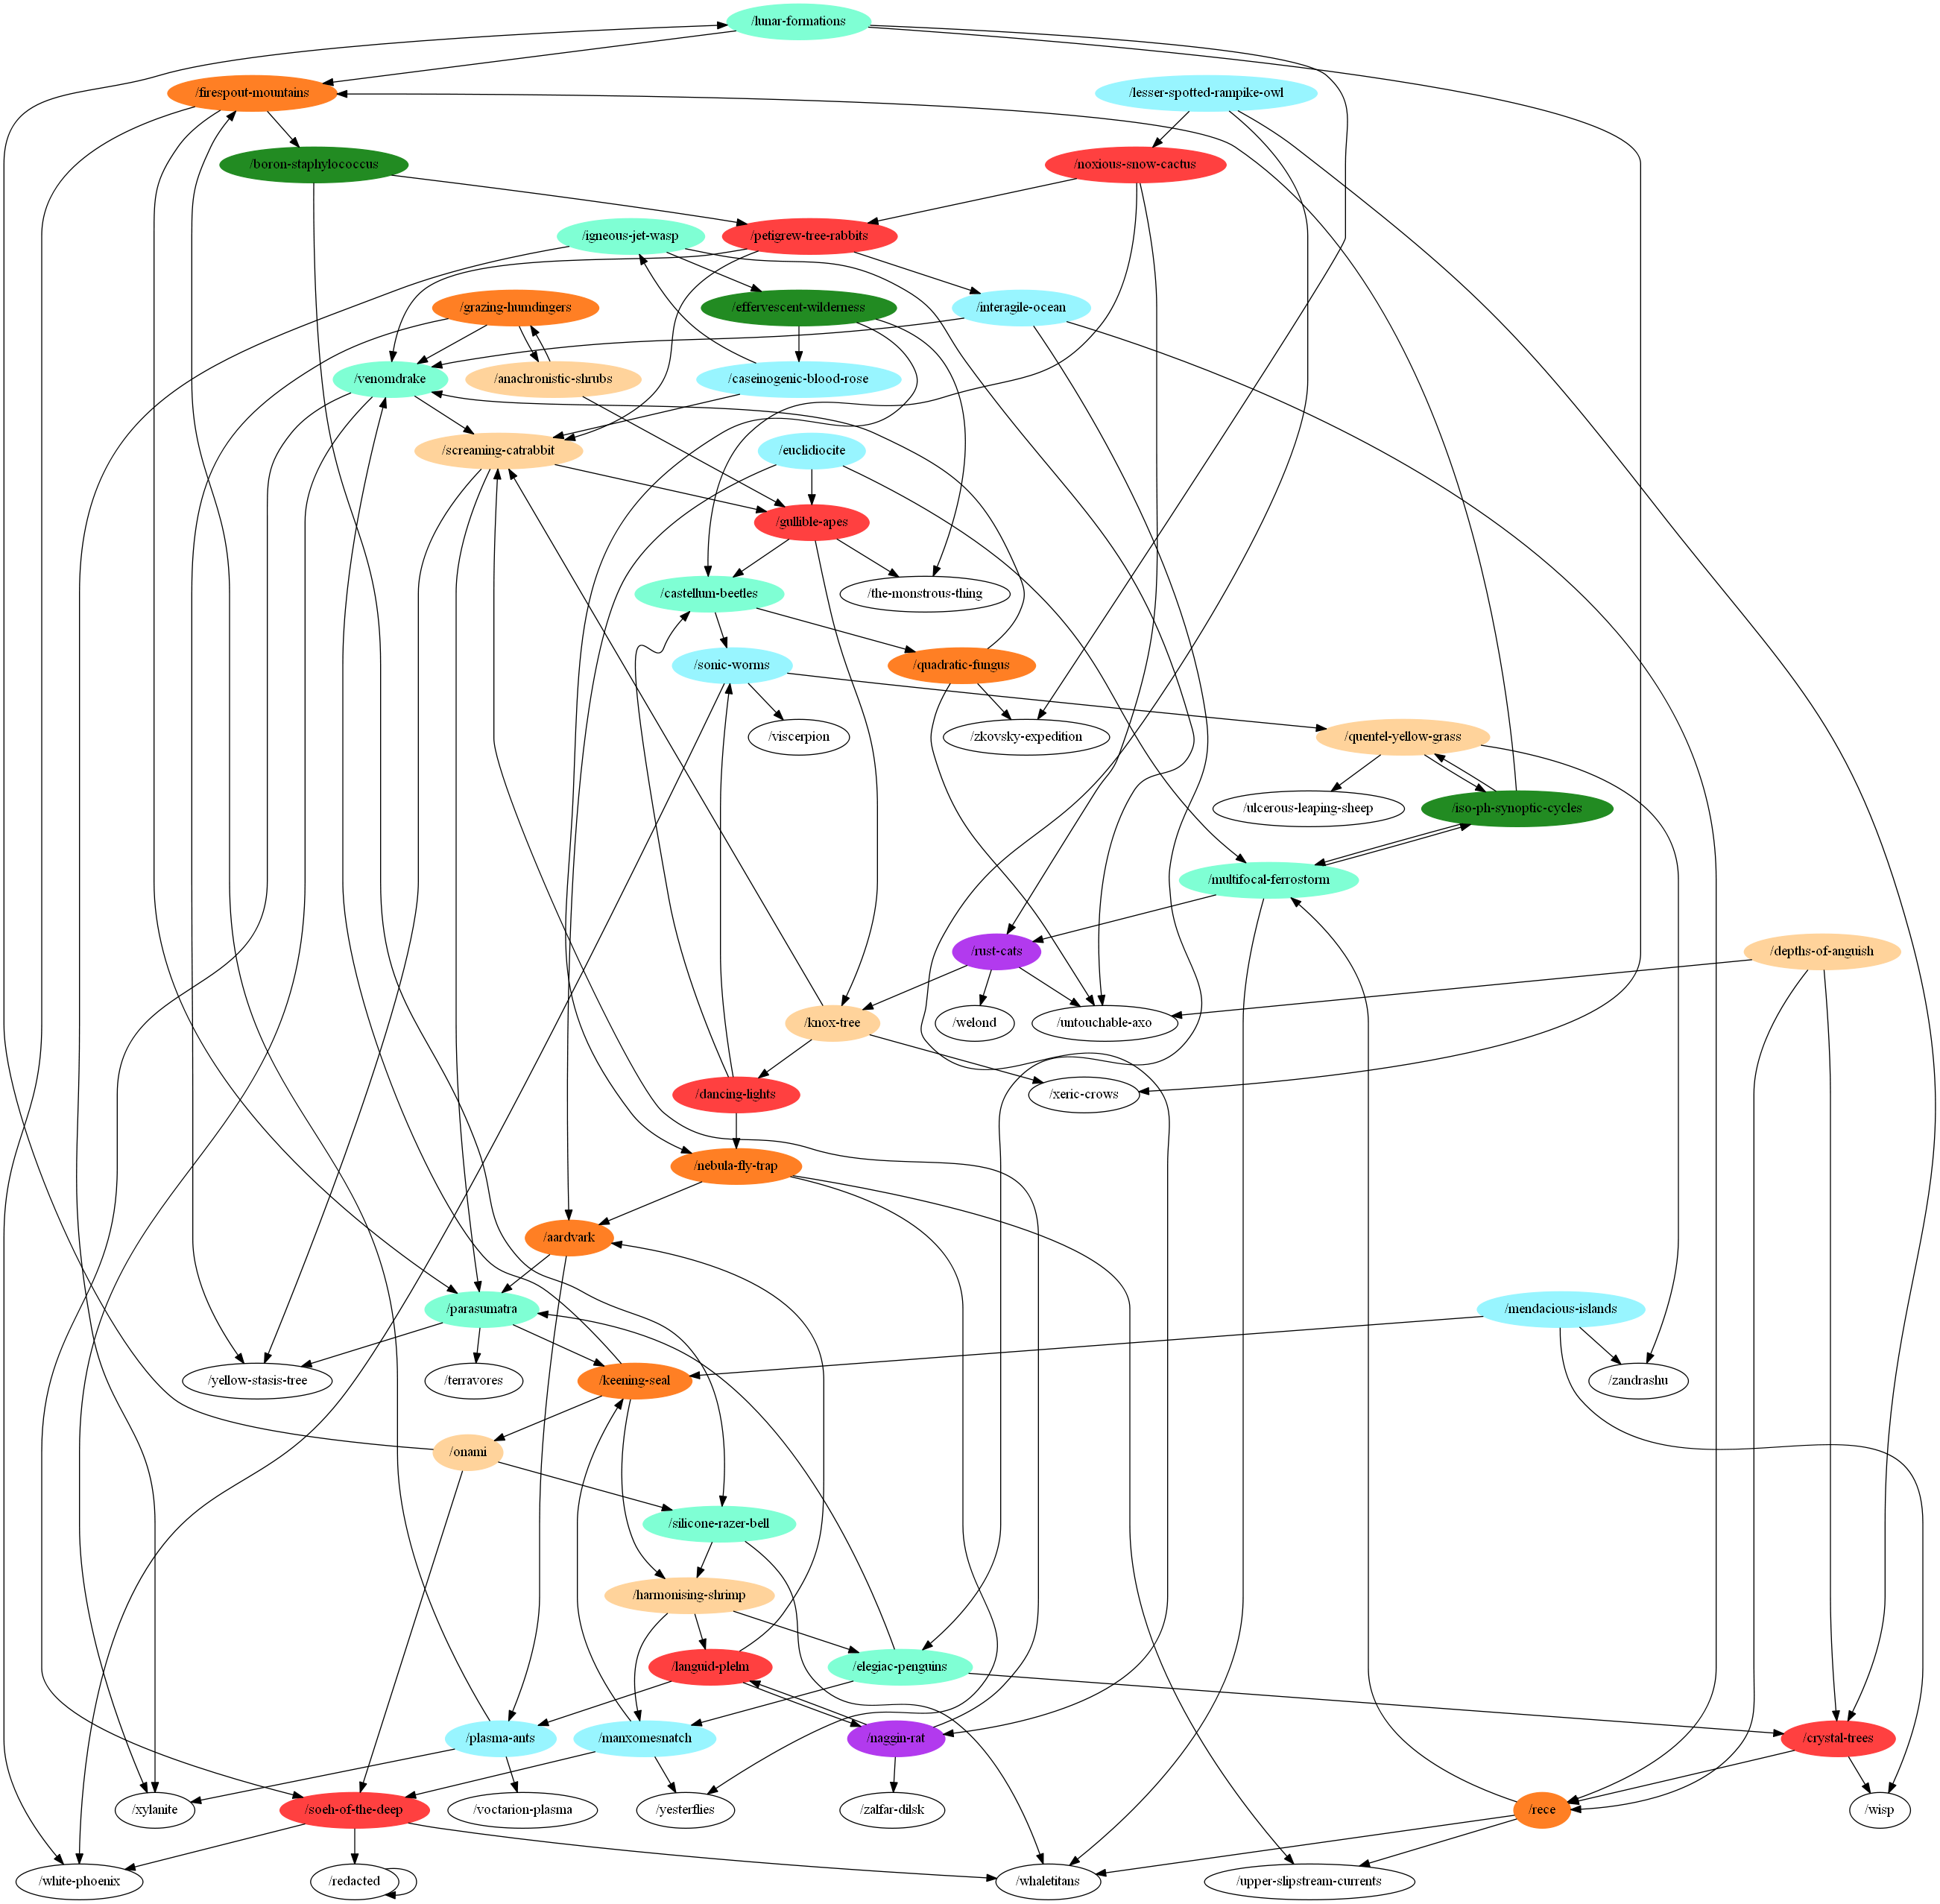 /lunar-formations
/firespout-mountains
/lesser-spotted-rampike-owl
/boron-staphylococcus
/noxious-snow-cactus
/igneous-jet-wasp
/petigrew-tree-rabbits
/grazing-humdingers
/effervescent-wilderness
/interagile-ocean
/venomdrake
/anachronistic-shrubs
/caseinogenic-blood-rose
/screaming-catrabbit
/euclidiocite
/gullible-apes
/castellum-beetles
/the-monstrous-thing
/sonic-worms
/quadratic-fungus
/viscerpion
/zkovsky-expedition
/quentel-yellow-grass
/ulcerous-leaping-sheep
/iso-ph-synoptic-cycles
/multifocal-ferrostorm
/rust-cats
/depths-of-anguish
/knox-tree
/welond
/untouchable-axo
/dancing-lights
/xeric-crows
/nebula-fly-trap
/aardvark
/parasumatra
/mendacious-islands
/yellow-stasis-tree
/terravores
/keening-seal
/zandrashu
/onami
/silicone-razer-bell
/harmonising-shrimp
/languid-plelm
/elegiac-penguins
/plasma-ants
/manxomesnatch
/naggin-rat
/crystal-trees
/xylanite
/soeh-of-the-deep
/voctarion-plasma
/yesterflies
/zalfar-dilsk
/rece
/wisp
/white-phoenix
/redacted
/whaletitans
/upper-slipstream-currents